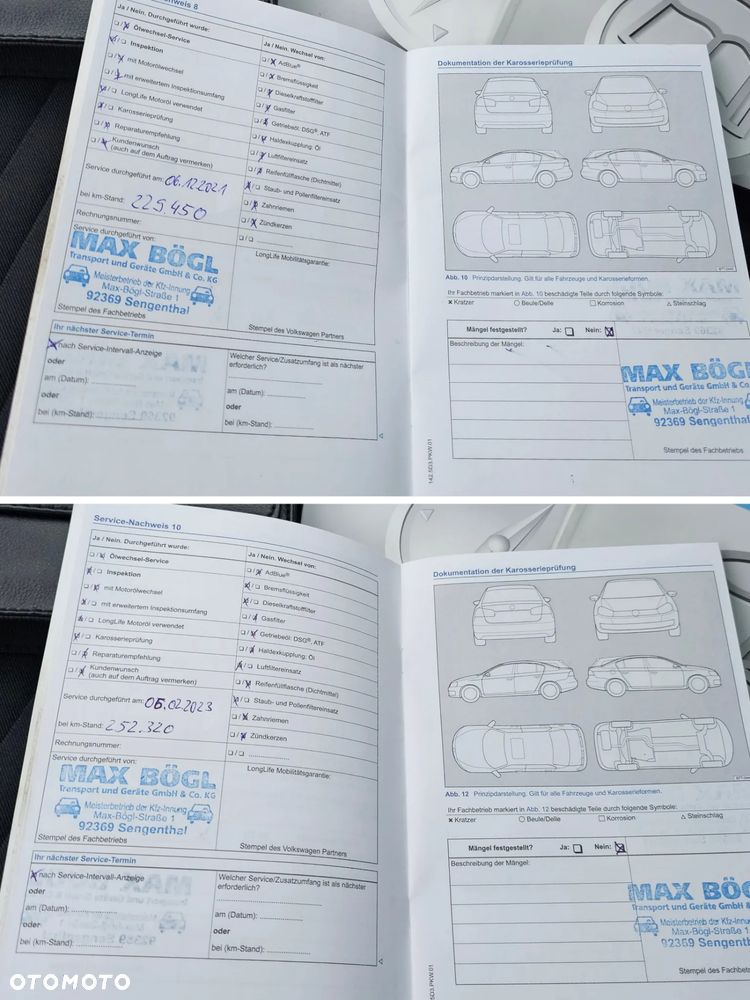 nachweis 8
Ja / Nein. Durchgeführt wurde:
☐ / ☒ Ölwechsel-Service
☒ / ☐ Inspektion
☐ / ☒ mit Motorölwechsel
☐ / ☒ mit erweitertem Inspektionsumfang
☒ / ☐ LongLife Motoröl verwendet
☒ / ☐ Karosserieprüfung
☐ / ☒ Reparaturempfehlung
☐ / ☒ Kundenwunsch
(auch auf dem Auftrag vermerken)
Service durchgeführt am: 06.12.2021
bei km-Stand: 229.450
Rechnungsnummer:
Service durchgeführt von:
MAX BÖGL
Transport und Geräte GmbH & Co. KG
Meisterbetrieb der Kfz-Innung
Max-Bögl-Straße 1
92369 Sengenthal
Stempel des Fachbetriebs
Ja / Nein. Wechsel von:
☐ / ☒ AdBlue®
☐ / ☒ Bremsflüssigkeit
☐ / ☒ Dieselkraftstofffilter
☐ / ☒ Gasfilter
☐ / ☒ Getriebeöl: DSG®, ATF
☐ / ☒ Haldexkupplung: Öl
☐ / ☒ Luftfiltereinsatz
☐ / ☒ Reifenfüllflasche (Dichtmittel)
☒ / ☐ Staub- und Pollenfiltereinsatz
☐ / ☒ Zahnriemen
☐ / ☒ Zündkerzen
☐ / ☐
LongLife Mobilitätsgarantie:
Stempel des Volkswagen Partners
Ihr nächster Service-Termin
☒ nach Service-Intervall-Anzeige
oder
am (Datum):
oder
bei (km-Stand):
Welcher Service/Zusatzumfang ist als nächster
erforderlich?
am (Datum):
oder
bei (km-Stand):
Dokumentation der Karosserieprüfung
Abb. 10 Prinzipdarstellung. Gilt für alle Fahrzeuge und Karosserieformen.
Ihr Fachbetrieb markiert in Abb. 10 beschädigte Teile durch folgende Symbole:
× Kratzer ○ Beule/Delle □ Korrosion △ Steinschlag
Mängel festgestellt? Ja: ☐ Nein: ☒
Beschreibung der Mängel:
MAX BÖGL
Transport und Geräte GmbH & Co.
Meisterbetrieb der Kfz-Innung
Max-Bögl-Straße 1
92369 Sengenthal
Stempel des Fachbetriebs
142.5D3.PKW.01
Service-Nachweis 10
Ja / Nein. Durchgeführt wurde:
☐ / ☒ Ölwechsel-Service
☒ / ☐ Inspektion
☐ / ☒ mit Motorölwechsel
☒ / ☐ mit erweitertem Inspektionsumfang
☒ / ☐ LongLife Motoröl verwendet
☒ / ☐ Karosserieprüfung
☐ / ☒ Reparaturempfehlung
☐ / ☒ Kundenwunsch
(auch auf dem Auftrag vermerken)
Service durchgeführt am: 06.02.2023
bei km-Stand: 252.320
Rechnungsnummer:
Service durchgeführt von:
MAX BÖGL
Transport und Geräte GmbH & Co. KG
Meisterbetrieb der Kfz-Innung
Max-Bögl-Straße 1
92369 Sengenthal
Stempel des Fachbetriebs
Ja / Nein. Wechsel von:
☐ / ☒ AdBlue®
☒ / ☐ Bremsflüssigkeit
☒ / ☐ Dieselkraftstofffilter
☐ / ☒ Gasfilter
☐ / ☒ Getriebeöl: DSG®, ATF
☐ / ☒ Haldexkupplung: Öl
☒ / ☐ Luftfiltereinsatz
☐ / ☒ Reifenfüllflasche (Dichtmittel)
☒ / ☐ Staub- und Pollenfiltereinsatz
☐ / ☒ Zahnriemen
☐ / ☒ Zündkerzen
☐ / ☐
LongLife Mobilitätsgarantie:
Stempel des Volkswagen Partners
Ihr nächster Service-Termin
☒ nach Service-Intervall-Anzeige
oder
am (Datum):
oder
bei (km-Stand):
Welcher Service/Zusatzumfang ist als nächster
erforderlich?
am (Datum):
oder
bei (km-Stand):
Dokumentation der Karosserieprüfung
Abb. 12 Prinzipdarstellung. Gilt für alle Fahrzeuge und Karosserieformen.
Ihr Fachbetrieb markiert in Abb. 12 beschädigte Teile durch folgende Symbole:
× Kratzer ○ Beule/Delle □ Korrosion △ Steinschlag
Mängel festgestellt? Ja: ☐ Nein: ☒
Beschreibung der Mängel:
MAX BÖG
Transport und Geräte GmbH &
Meisterbetrieb der Kfz-Innu
Max-Bögl-Straße 1
92369 Sengenthal
Stempel des Fachbetrieb
5D3.PKW.01
OTOMOTO